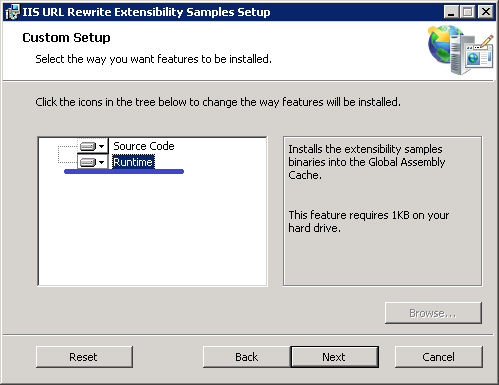 IIS URL Rewrite Extensibility Samples Setup
Custom Setup
Select the way you want features to be installed.
Click the icons in the tree below to change the way features will be installed.
Source Code
Runtime
Installs the extensibility samples
binaries into the Global Assembly
Cache.
This feature requires 1KB on your
hard drive.
Browse...
Reset
Back
Next
Cancel